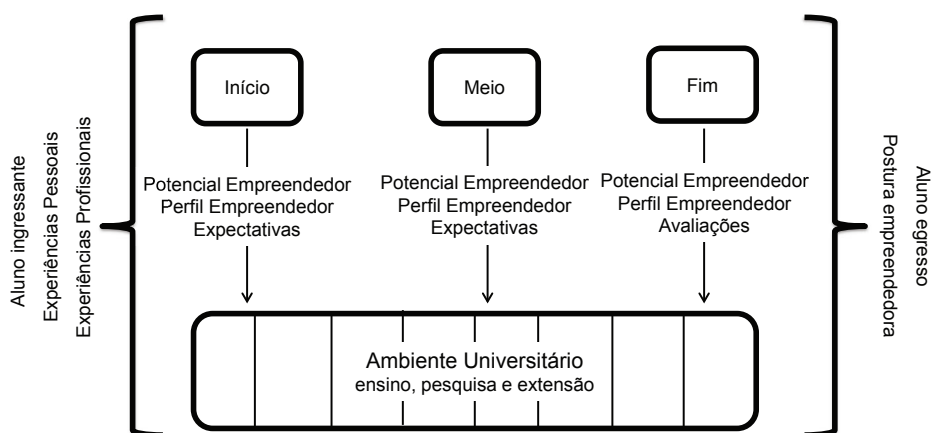 Aluno ingressante
Experiências Pessoais
Experiências Profissionais
Início
Meio
Fim
Potencial Empreendedor
Perfil Empreendedor
Expectativas
Potencial Empreendedor
Perfil Empreendedor
Expectativas
Potencial Empreendedor
Perfil Empreendedor
Avaliações
Ambiente Universitário
ensino, pesquisa e extensão
Aluno egresso
Postura empreendedora